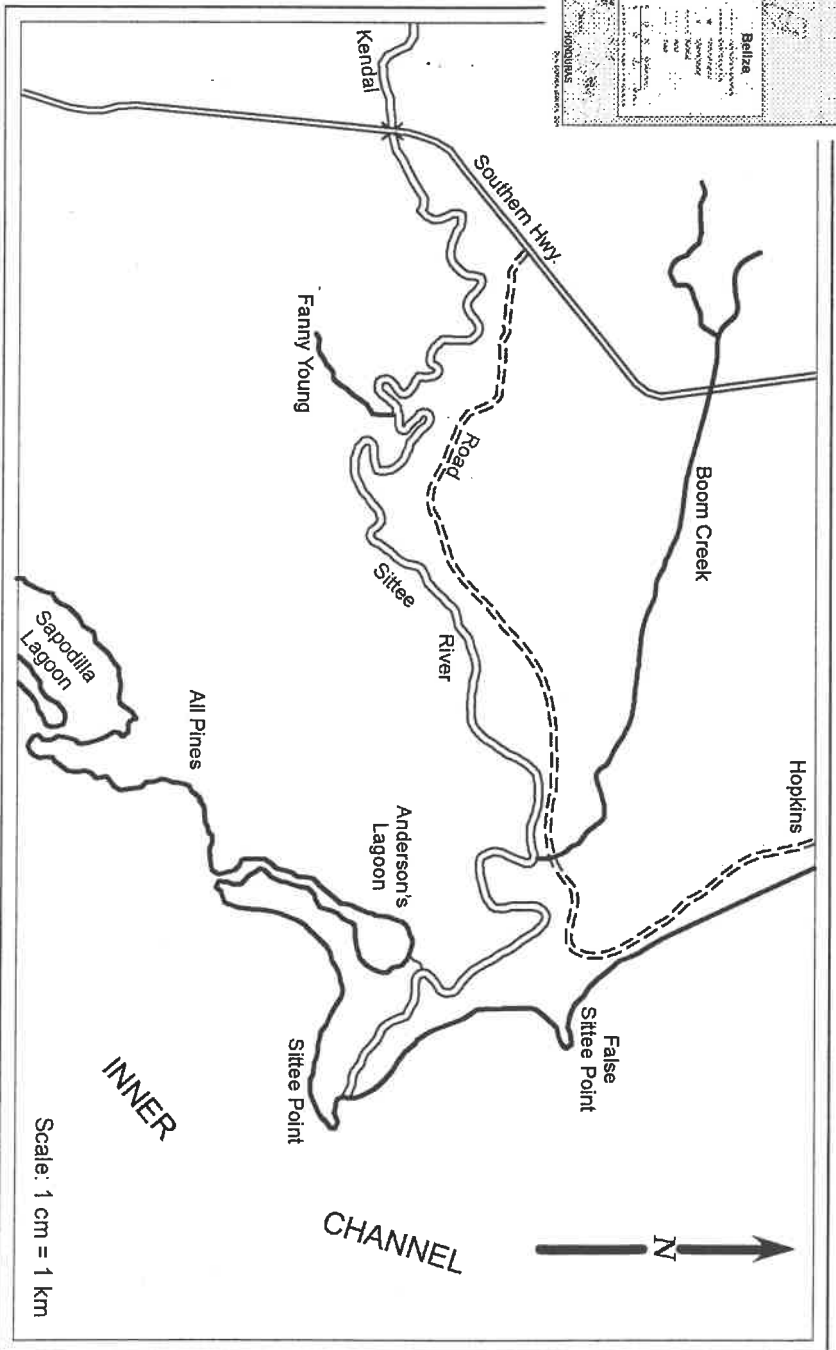 Belize
HONDURAS
Kendal
Southern Hwy.
Fanny Young
Road
Boom Creek
Sittee
River
Hopkins
Sapodilla
Lagoon
All Pines
Anderson's
Lagoon
False
Sittee Point
Sittee Point
INNER
CHANNEL
N
Scale: 1 cm = 1 km